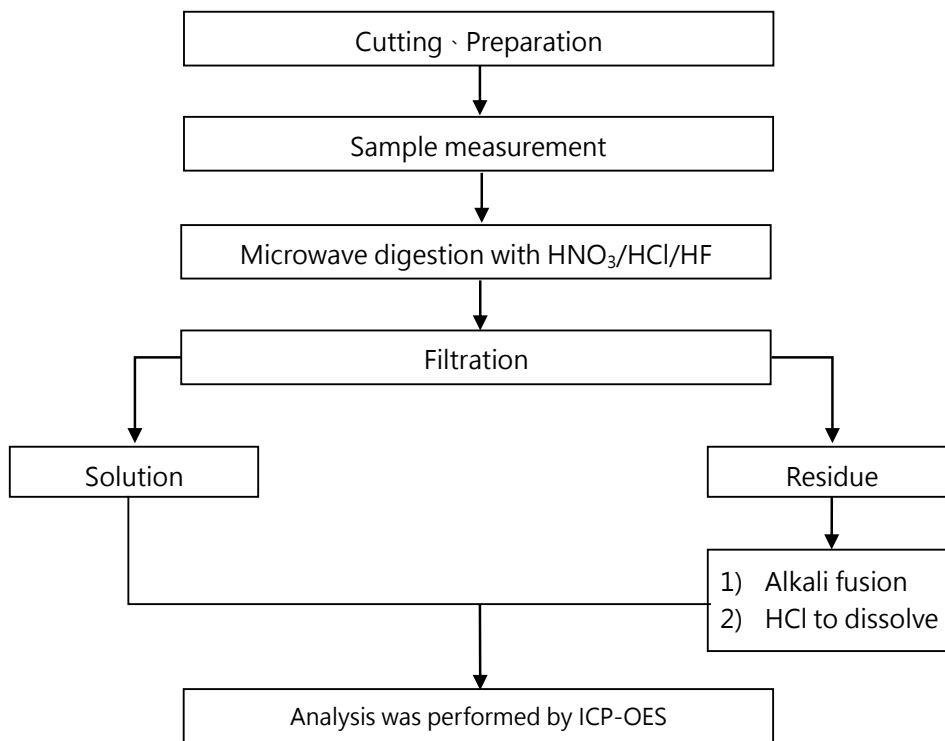 Cutting、Preparation
Sample measurement
Microwave digestion with HNO₃/HCl/HF
Filtration
Solution
Residue
1) Alkali fusion
2) HCl to dissolve
Analysis was performed by ICP-OES